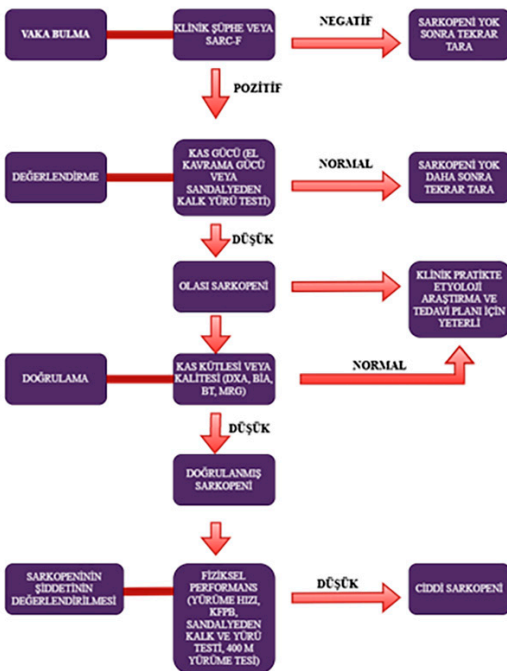 VAKA BULMA
KLİNİK ŞÜPHE VEYA
SARC-F
NEGATİF
SARKOPENİ YOK
SONRA TEKRAR
TARA
POZİTİF
DEĞERLENDİRME
KAS GÜCÜ (EL
KAVRAMA GÜCÜ
VEYA
SANDALYEDEN
KALK YÜRÜ TESTİ)
NORMAL
SARKOPENİ YOK
DAHA SONRA
TEKRAR TARA
DÜŞÜK
OLASI SARKOPENİ
KLİNİK PRATİKTE
ETYOLOJİ
ARAŞTIRMA VE
TEDAVİ PLANI İÇİN
YETERLİ
DOĞRULAMA
KAS KÜTLESİ VEYA
KALİTESİ (DXA, BİA,
BT, MRG)
NORMAL
DÜŞÜK
DOĞRULANMIŞ
SARKOPENİ
SARKOPENİNİN
ŞİDDETİNİN
DEĞERLENDİRİLMESİ
FİZİKSEL
PERFORMANS
(YÜRÜME HIZI,
KFPB,
SANDALYEDEN
KALK VE YÜRÜ
TESTİ, 400 M
YÜRÜME TESİ)
DÜŞÜK
CİDDİ SARKOPENİ